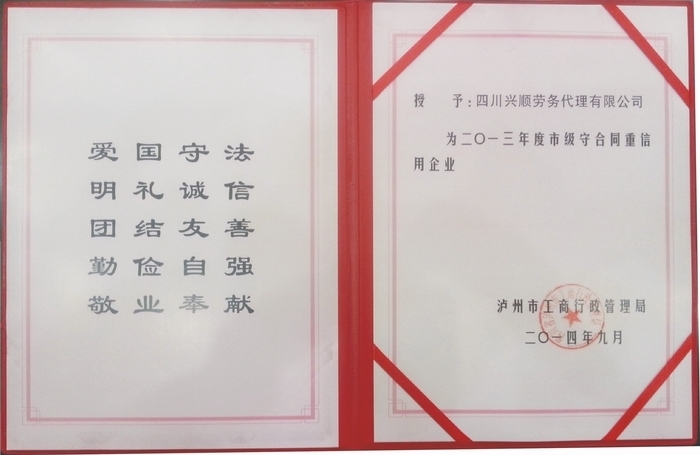 爱国守法
明礼诚信
团结友善
勤俭自强
敬业奉献
授 予：四川兴顺劳务代理有限公司
为二〇一三年度市级守合同重信
用企业
泸州市工商行政管理局
二〇一四年九月